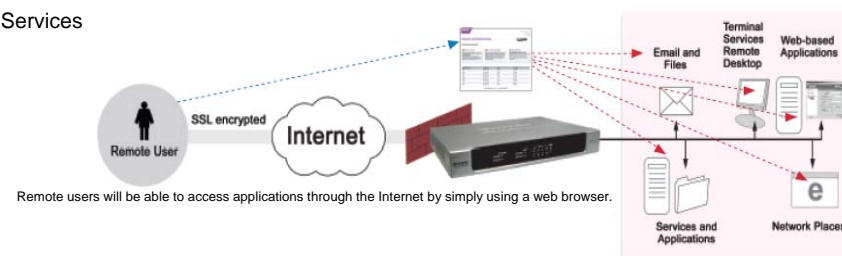 Services
Terminal
Services
Remote
Desktop
Email and
Files
Web-based
Applications
SSL encrypted
Internet
Remote User
Remote users will be able to access applications through the Internet by simply using a web browser.
e
Services and
Applications
Network Places